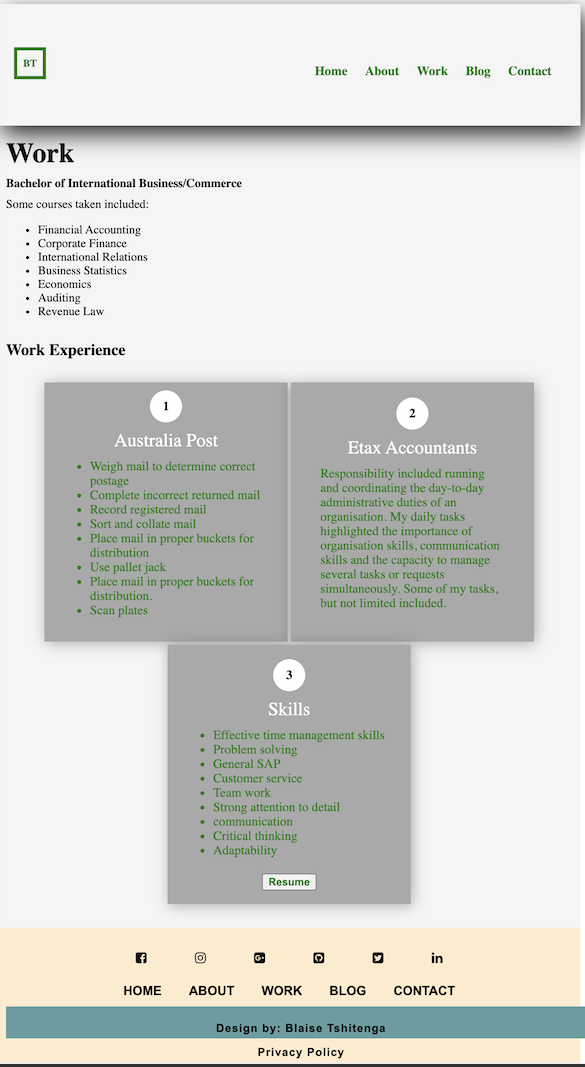 BT
Home About Work Blog Contact
Work
Bachelor of International Business/Commerce
Some courses taken included:
Financial Accounting
Corporate Finance
International Relations
Business Statistics
Economics
Auditing
Revenue Law
Work Experience
1
Australia Post
Weigh mail to determine correct
postage
Complete incorrect returned mail
Record registered mail
Sort and collate mail
Place mail in proper buckets for
distribution
Use pallet jack
Place mail in proper buckets for
distribution.
Scan plates
2
Etax Accountants
Responsibility included running
and coordinating the day-to-day
administrative duties of an
organisation. My daily tasks
highlighted the importance of
organisation skills, communication
skills and the capacity to manage
several tasks or requests
simultaneously. Some of my tasks,
but not limited included.
3
Skills
Effective time management skills
Problem solving
General SAP
Customer service
Team work
Strong attention to detail
communication
Critical thinking
Adaptability
Resume
HOME ABOUT WORK BLOG CONTACT
Design by: Blaise Tshitenga
Privacy Policy